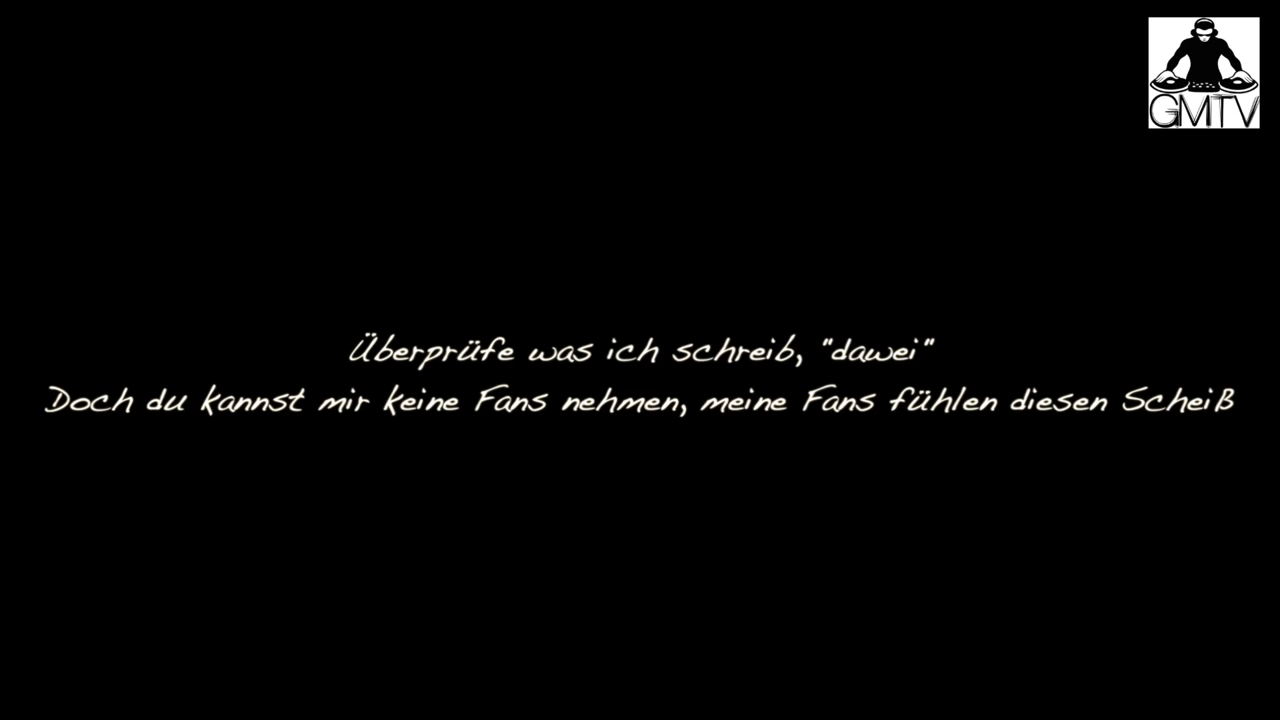 GMTV
Überprüfe was ich schreib, "dawei"
Doch du kannst mir keine Fans nehmen, meine Fans fühlen diesen Scheiß